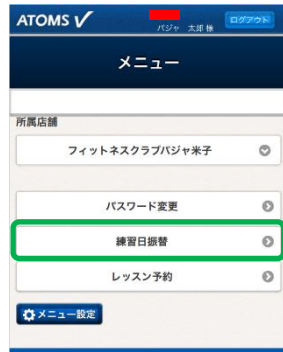 ATOMS V
パジャ 太郎 様
ログアウト
メニュー
所属店舗
フィットネスクラブパジャ米子
パスワード変更
練習日振替
レッスン予約
メニュー設定